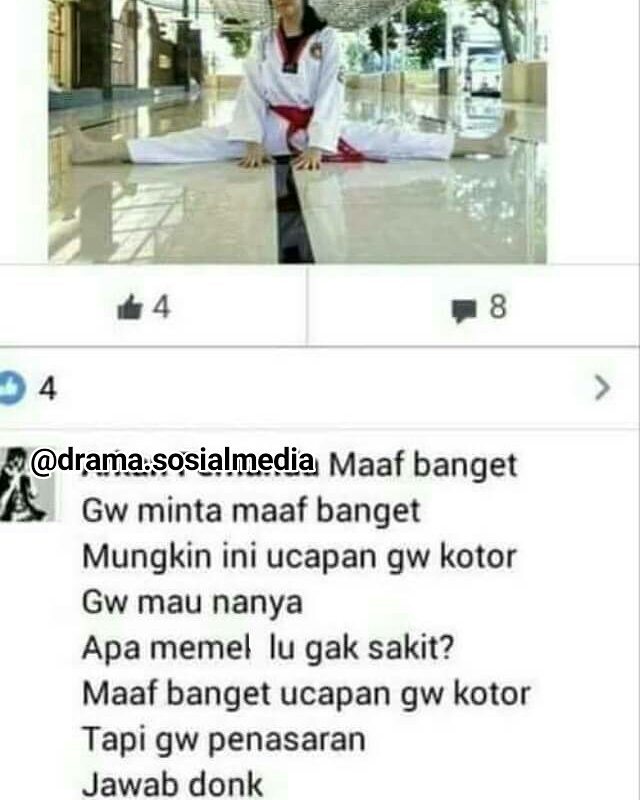 4
8
4
@drama.sosialmedia Maaf banget
Gw minta maaf banget
Mungkin ini ucapan gw kotor
Gw mau nanya
Apa memel lu gak sakit?
Maaf banget ucapan gw kotor
Tapi gw penasaran
Jawab donk